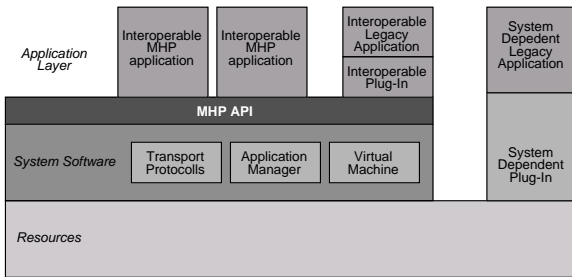 Application
Layer
Interoperable
MHP
application
Interoperable
MHP
application
Interoperable
Legacy
Application
Interoperable
Plug-In
System
Depedent
Legacy
Application
MHP API
System Software
Transport
Protocolls
Application
Manager
Virtual
Machine
System
Dependent
Plug-In
Resources